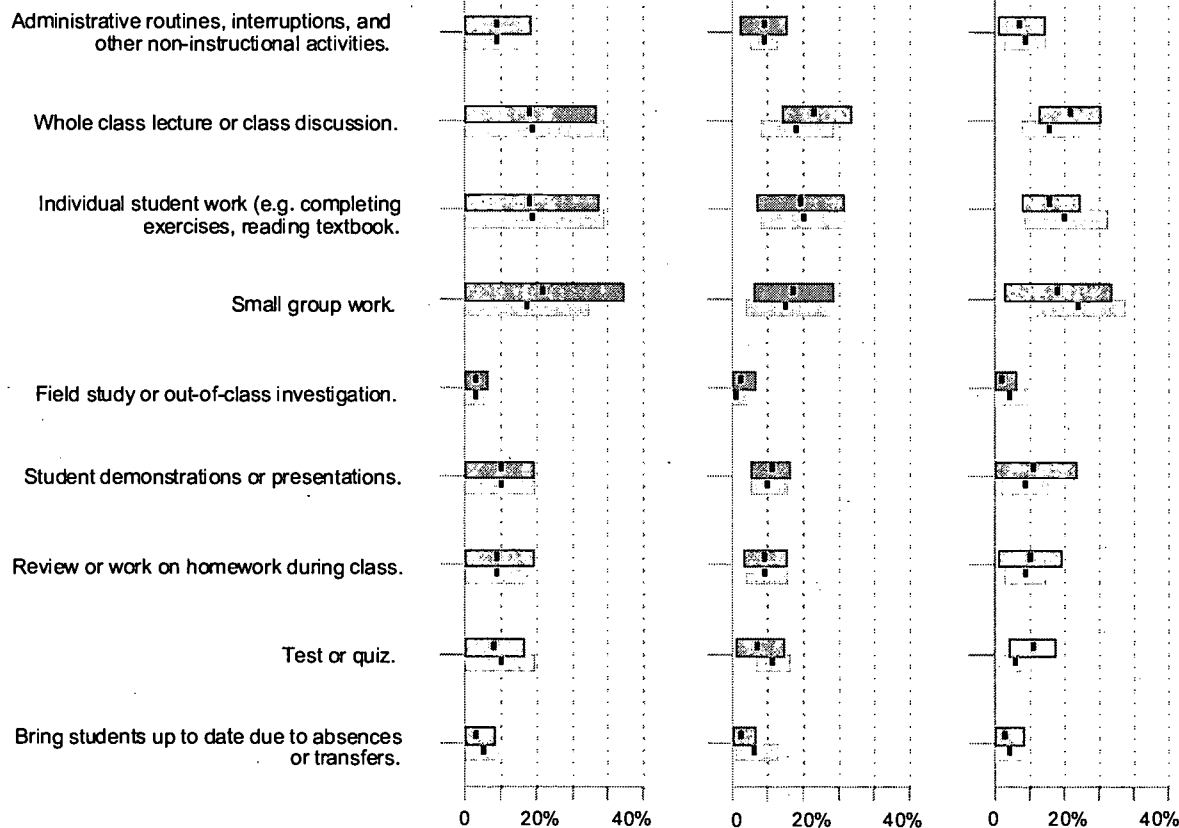 Administrative routines, interruptions, and
other non-instructional activities.
Whole class lecture or class discussion.
Individual student work (e.g. completing
exercises, reading textbook.
Small group work.
Field study or out-of-class investigation.
Student demonstrations or presentations.
Review or work on homework during class.
Test or quiz.
Bring students up to date due to absences
or transfers.
0 20% 40% 0 20% 40% 0 20% 40%